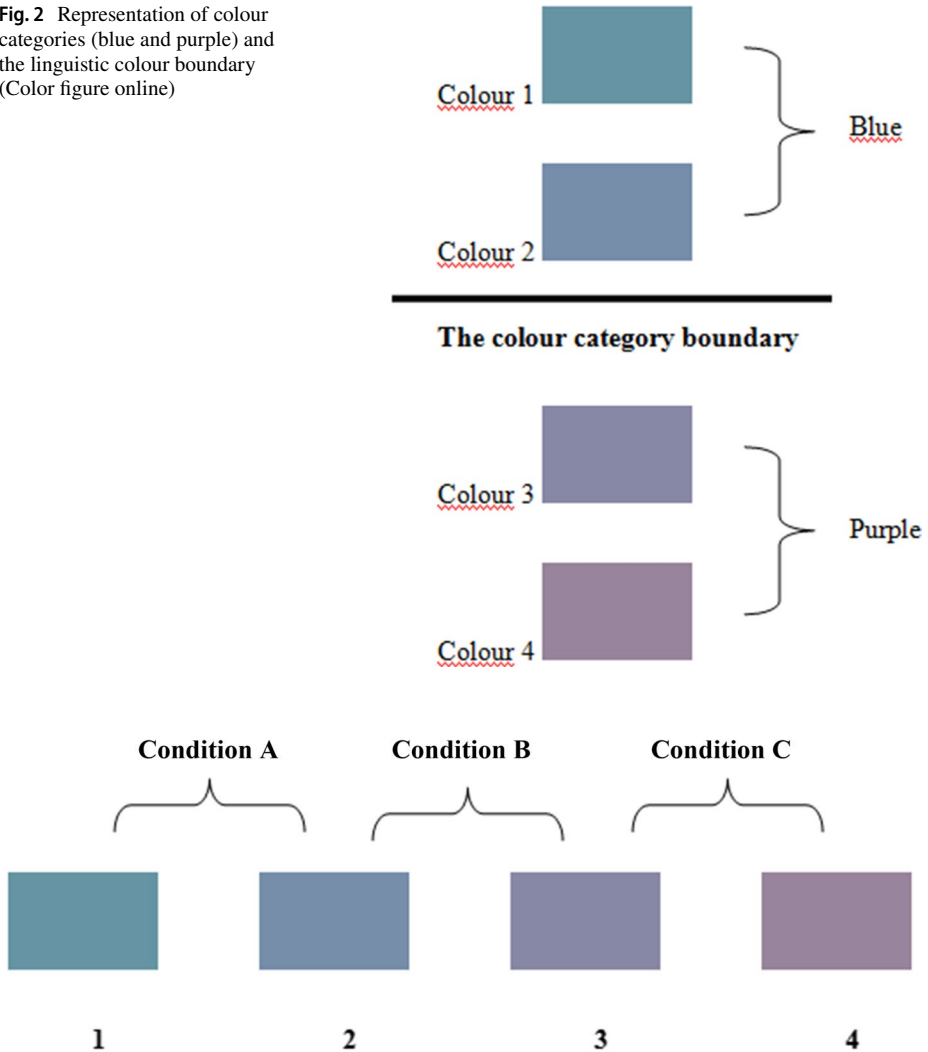 Fig. 2 Representation of colour
categories (blue and purple) and
the linguistic colour boundary
(Color figure online)
Colour 1
Blue
Colour 2
The colour category boundary
Colour 3
Purple
Colour 4
Condition A
Condition B
Condition C
1
2
3
4